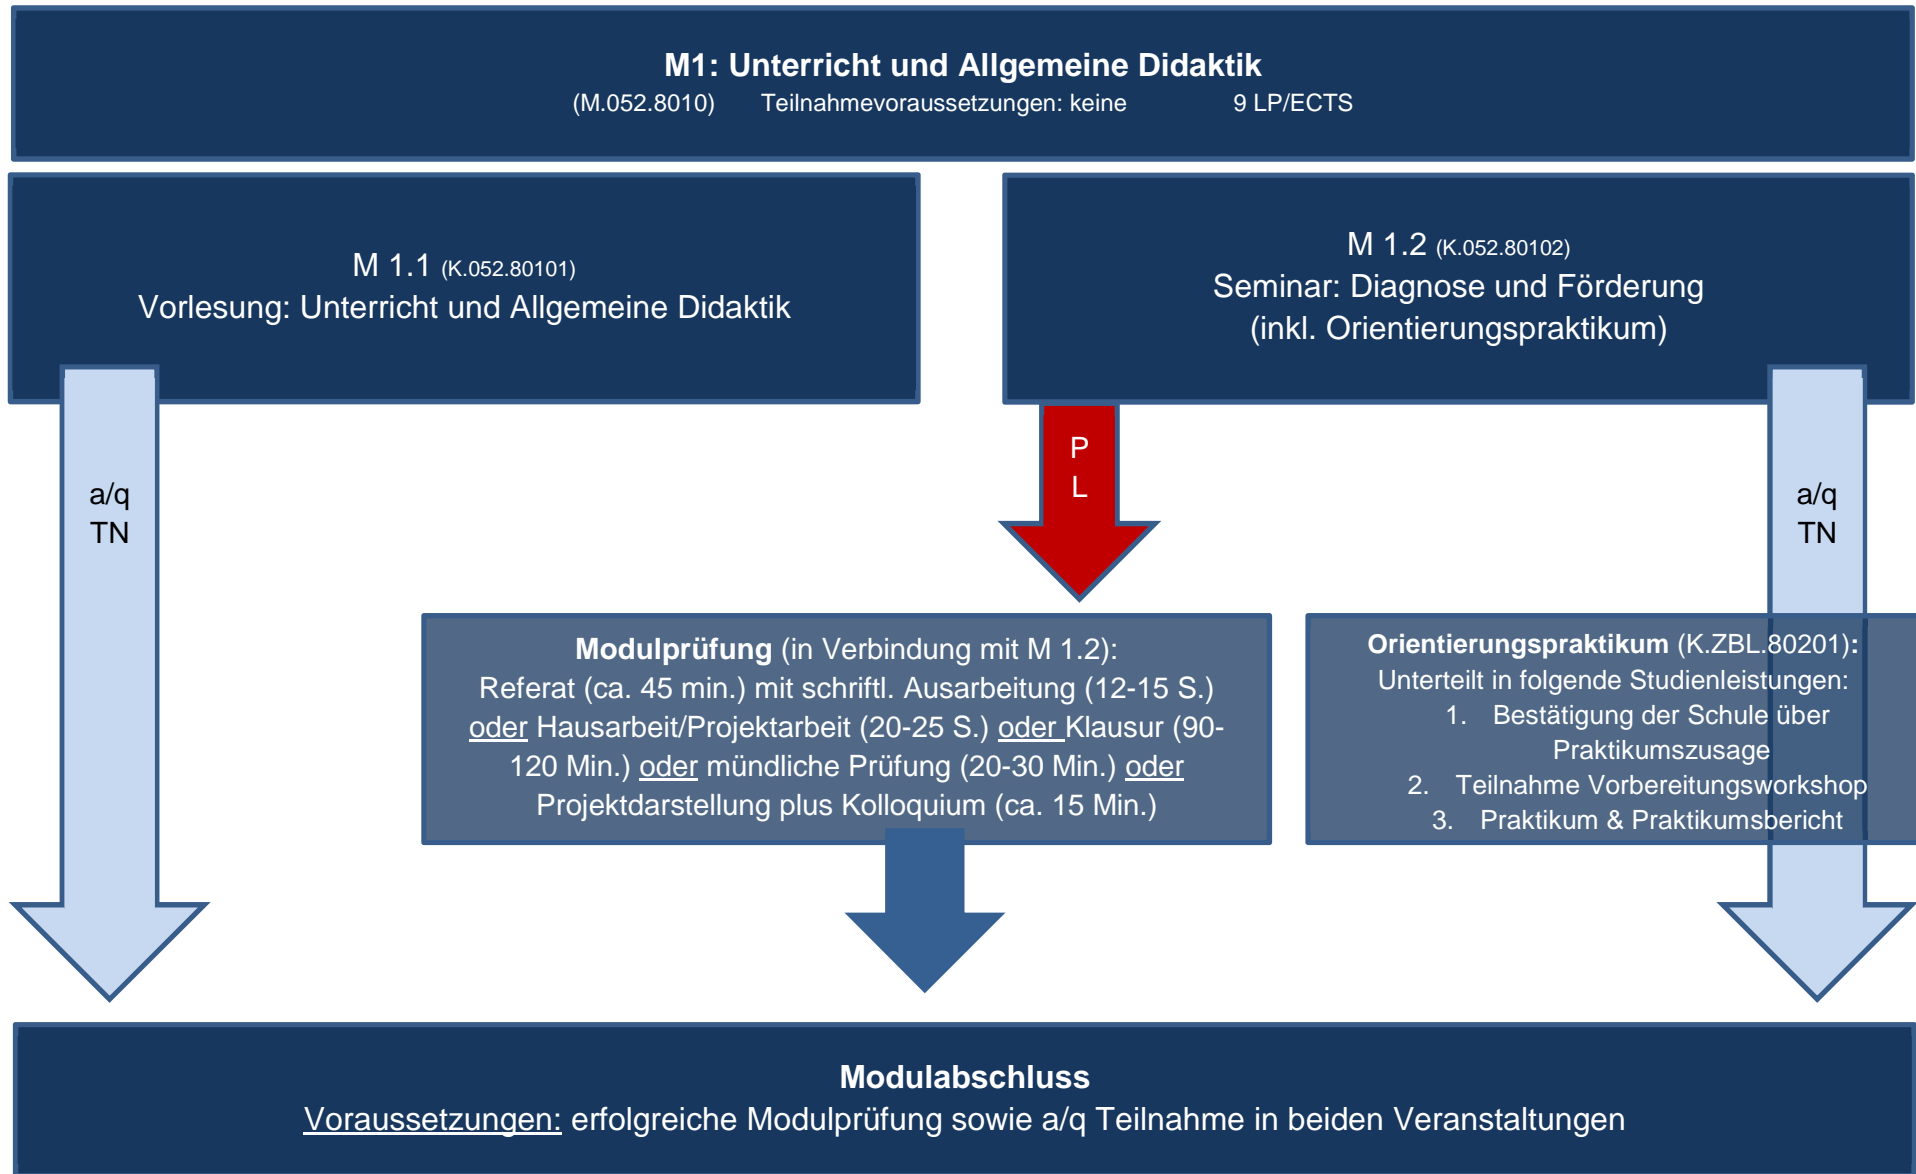 M1: Unterricht und Allgemeine Didaktik
(M.052.8010) Teilnahmevoraussetzungen: keine 9 LP/ECTS
M 1.1 (K.052.80101)
Vorlesung: Unterricht und Allgemeine Didaktik
M 1.2 (K.052.80102)
Seminar: Diagnose und Förderung
(inkl. Orientierungspraktikum)
a/q
TN
P
L
a/q
TN
Modulprüfung (in Verbindung mit M 1.2):
Referat (ca. 45 min.) mit schriftl. Ausarbeitung (12-15 S.)
oder Hausarbeit/Projektarbeit (20-25 S.) oder Klausur (90-
120 Min.) oder mündliche Prüfung (20-30 Min.) oder
Projektdarstellung plus Kolloquium (ca. 15 Min.)
Orientierungspraktikum (K.ZBL.80201):
Unterteilt in folgende Studienleistungen:
1. Bestätigung der Schule über
Praktikumszusage
2. Teilnahme Vorbereitungsworkshop
3. Praktikum & Praktikumsbericht
Modulabschluss
Voraussetzungen: erfolgreiche Modulprüfung sowie a/q Teilnahme in beiden Veranstaltungen